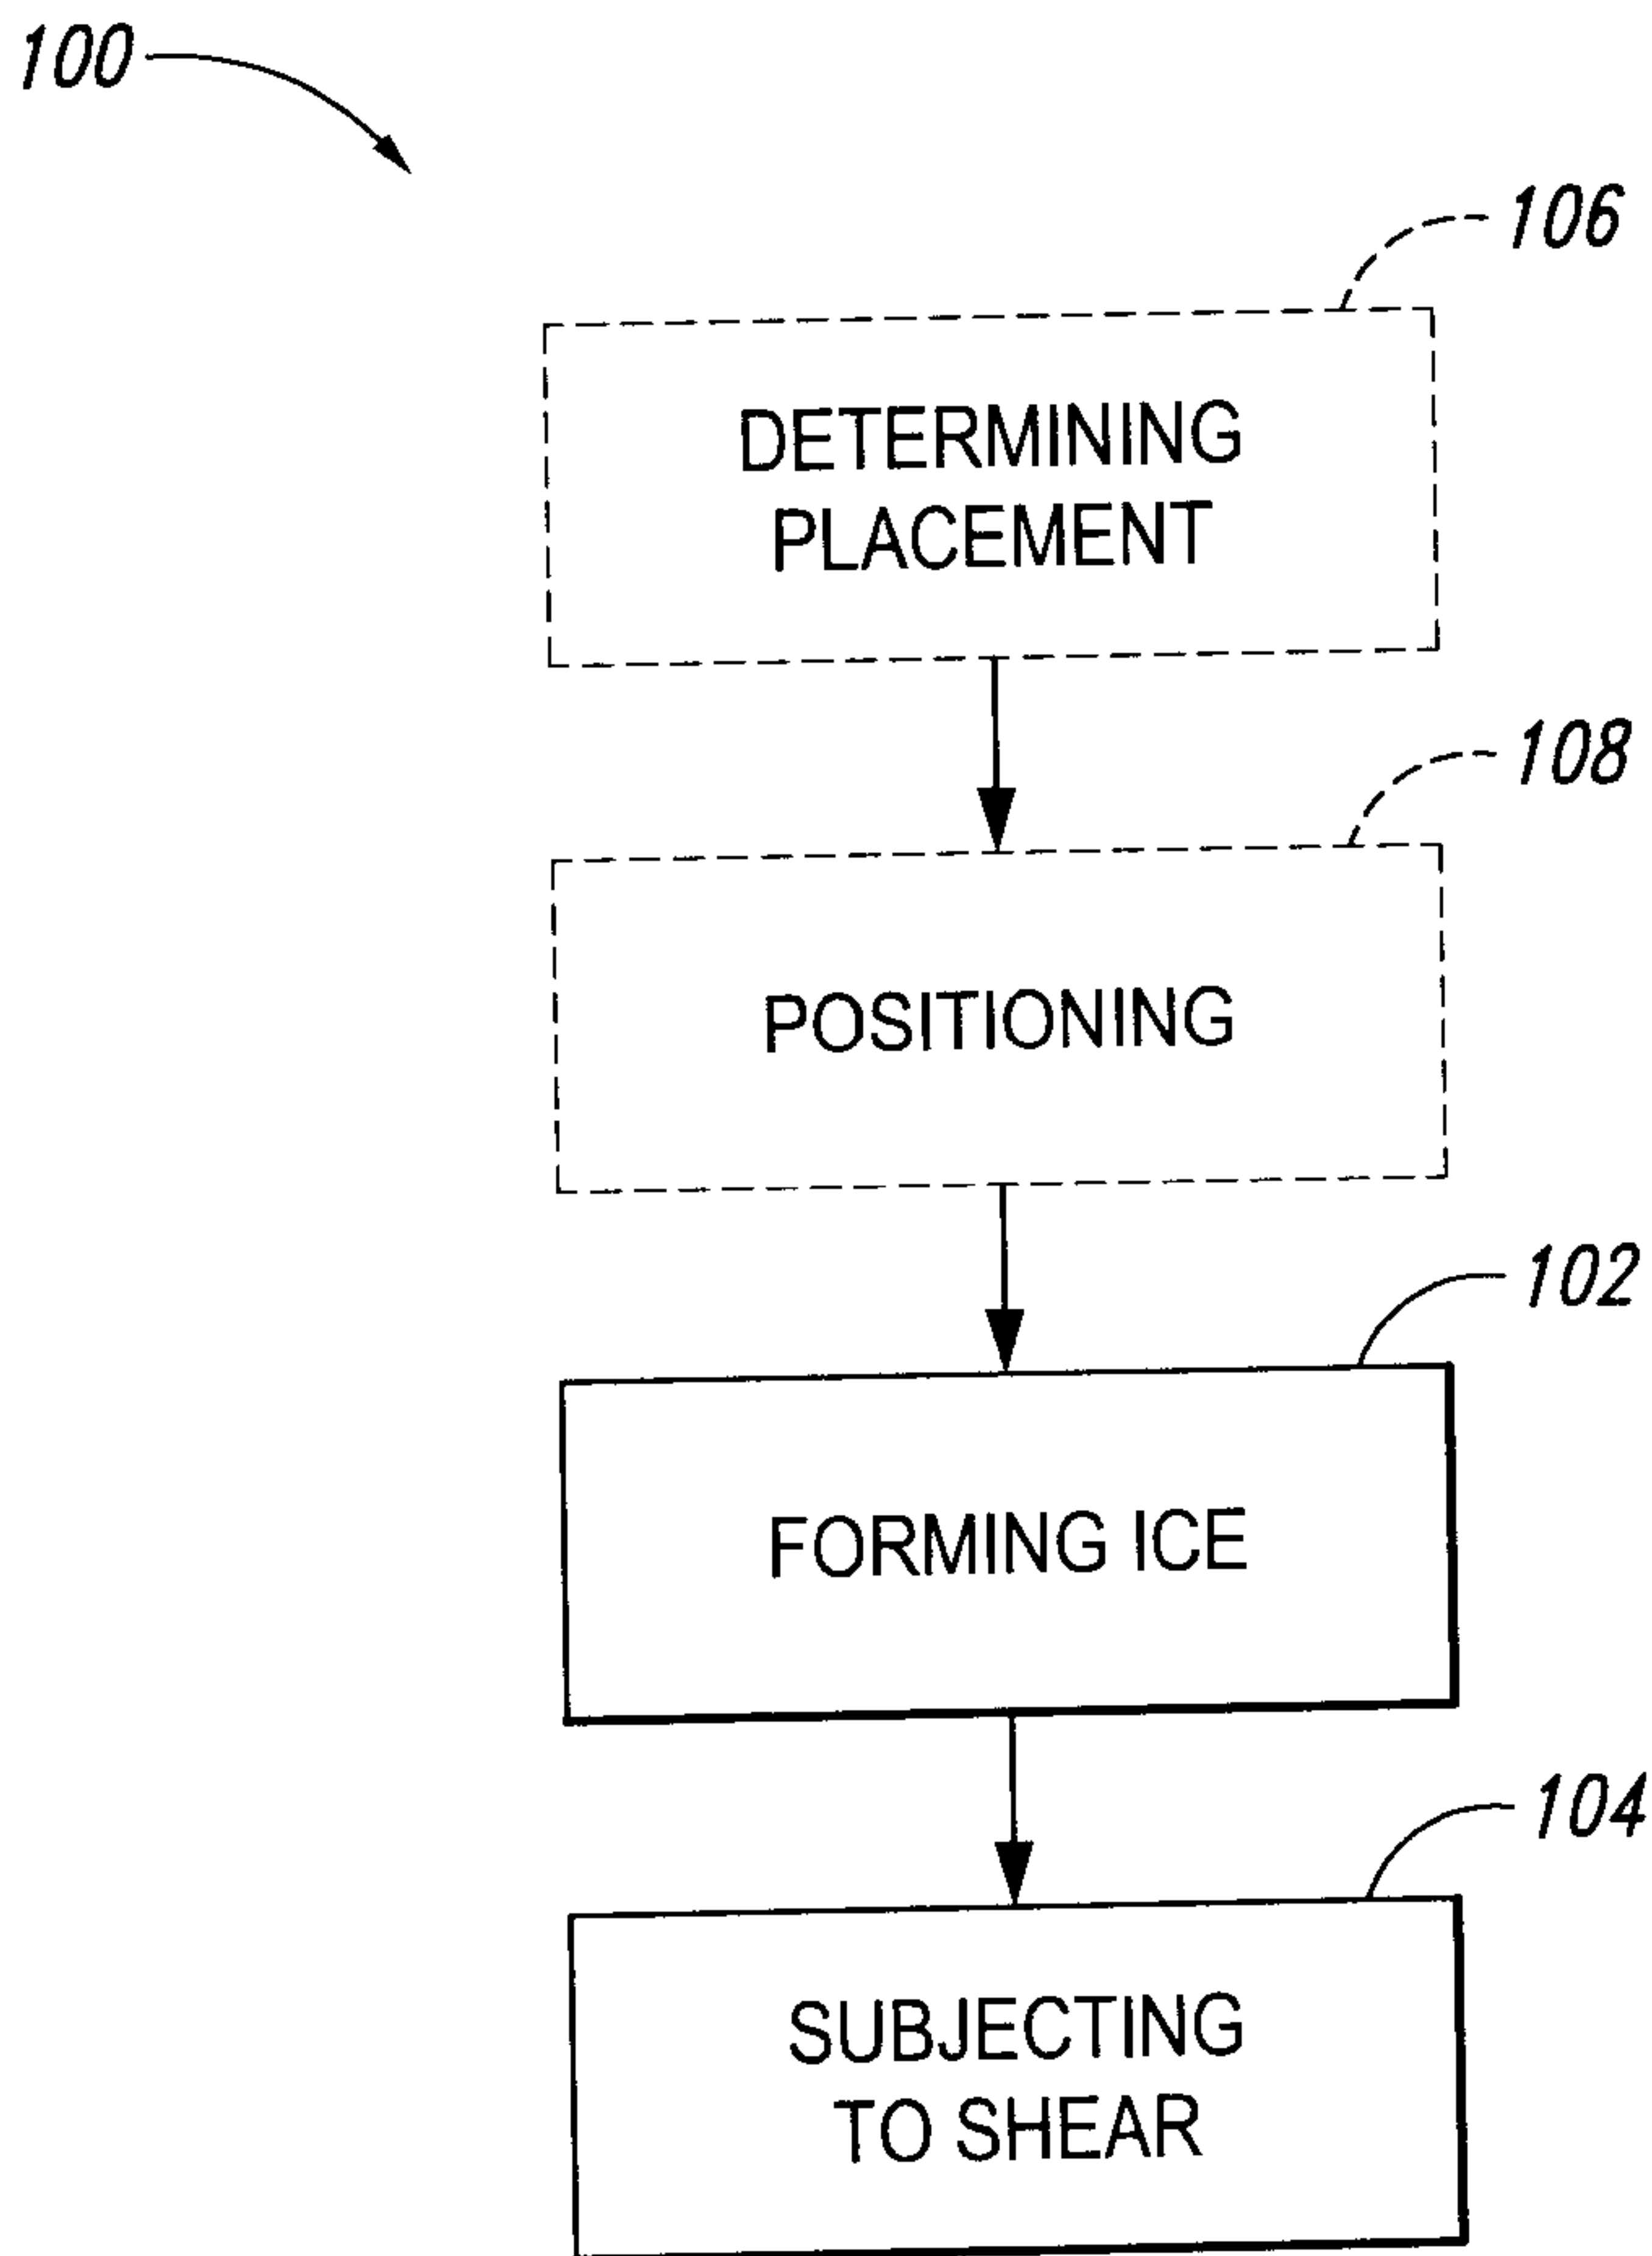 100
106
DETERMINING
PLACEMENT
108
POSITIONING
102
FORMING ICE
104
SUBJECTING
TO SHEAR